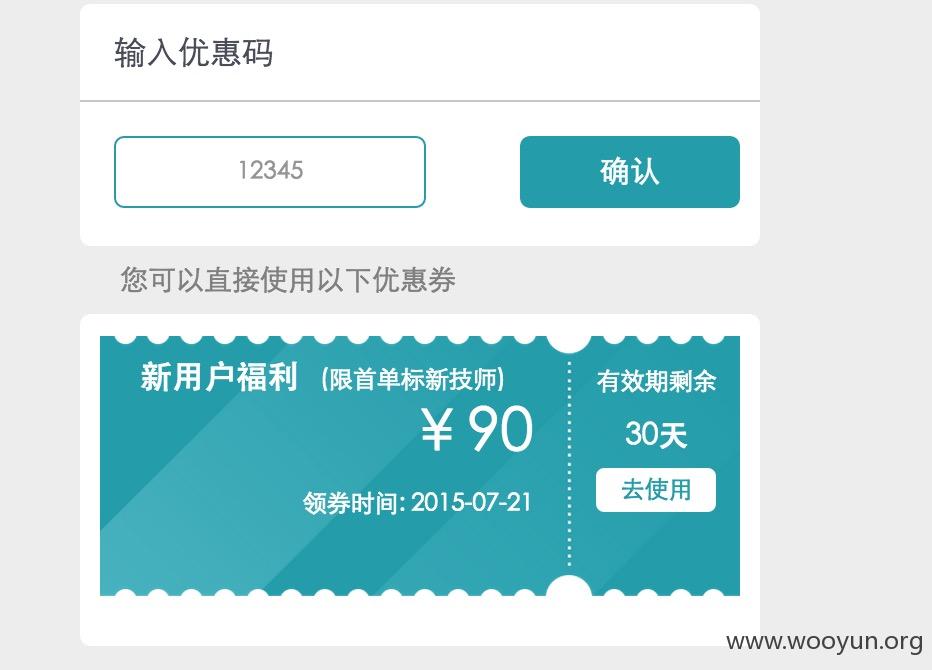 输入优惠码
12345 确认
您可以直接使用以下优惠券
新用户福利 (限首单标新技师) 有效期剩余
¥90 30天
领券时间: 2015-07-21 去使用
www.wooyun.org